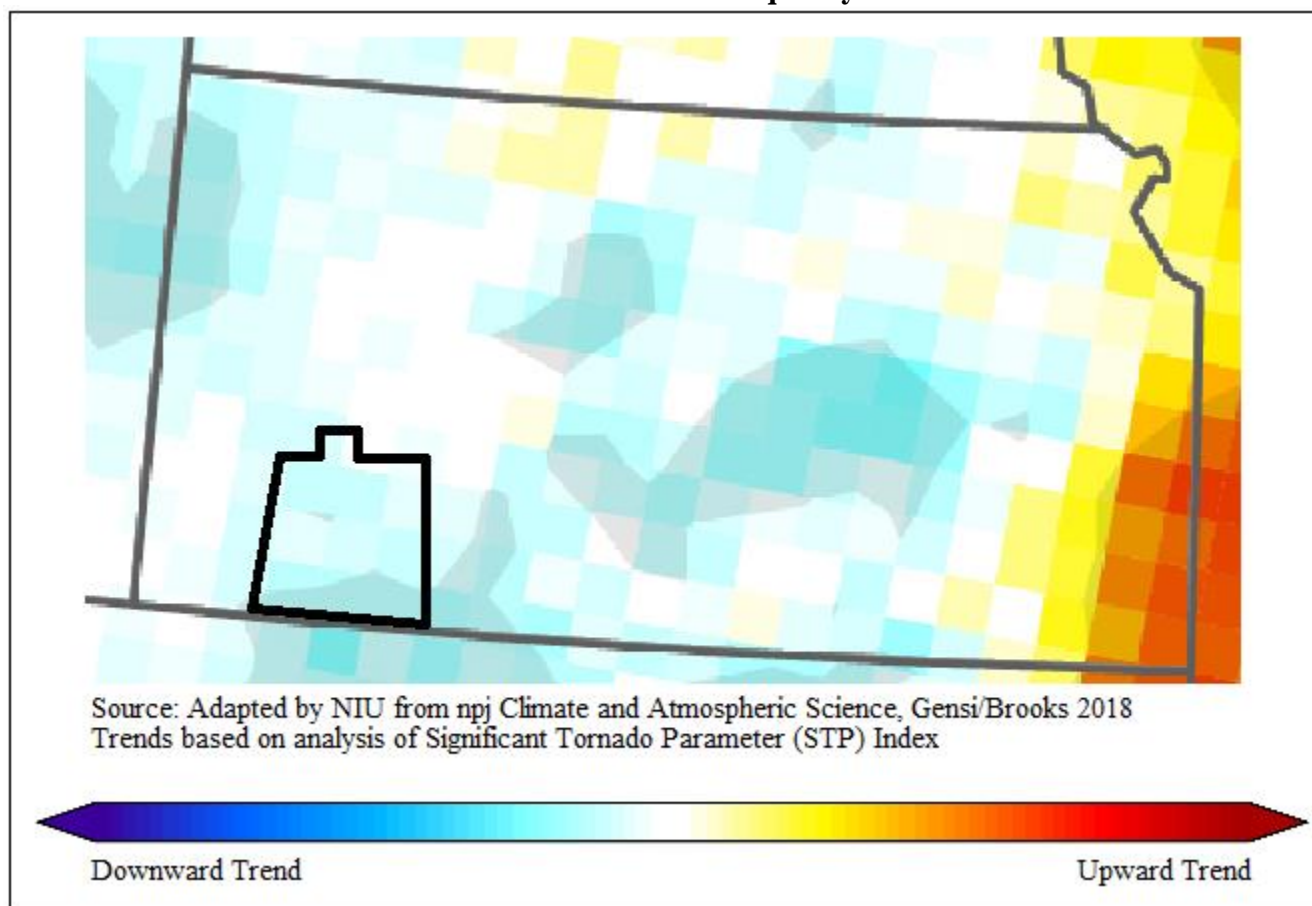 Source: Adapted by NIU from npj Climate and Atmospheric Science, Gensi/Brooks 2018
Trends based on analysis of Significant Tornado Parameter (STP) Index
Downward Trend
Upward Trend